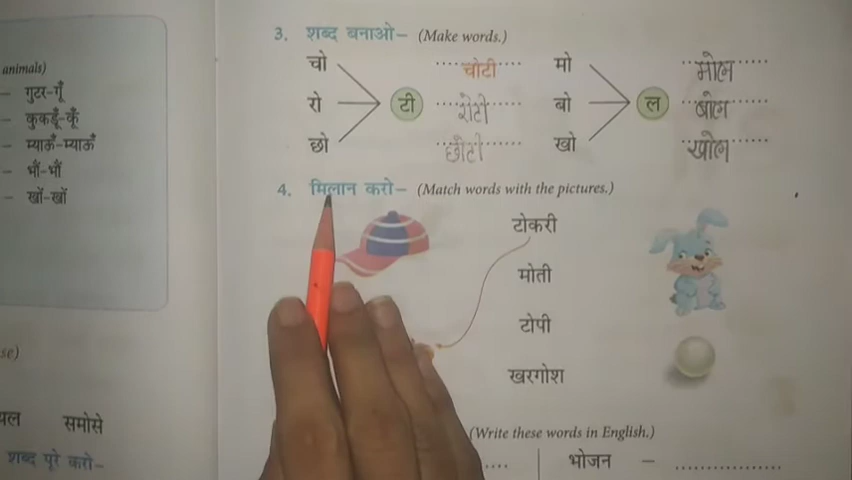 animals)
– गुटर-गूँ
– कुकड़ूँ-कूँ
– म्याऊँ-म्याऊँ
– भौं-भौं
– खों-खों
se)
समोसे
शब्द पूरे करो–
3. शब्द बनाओ– (Make words.)
चो टी चोटी मो ल मोल
रो रोटी बो बोल
छो छोटी खो खोल
4. मिलान करो– (Match words with the pictures.)
टोकरी
मोती
टोपी
खरगोश
(Write these words in English.)
भोजन –